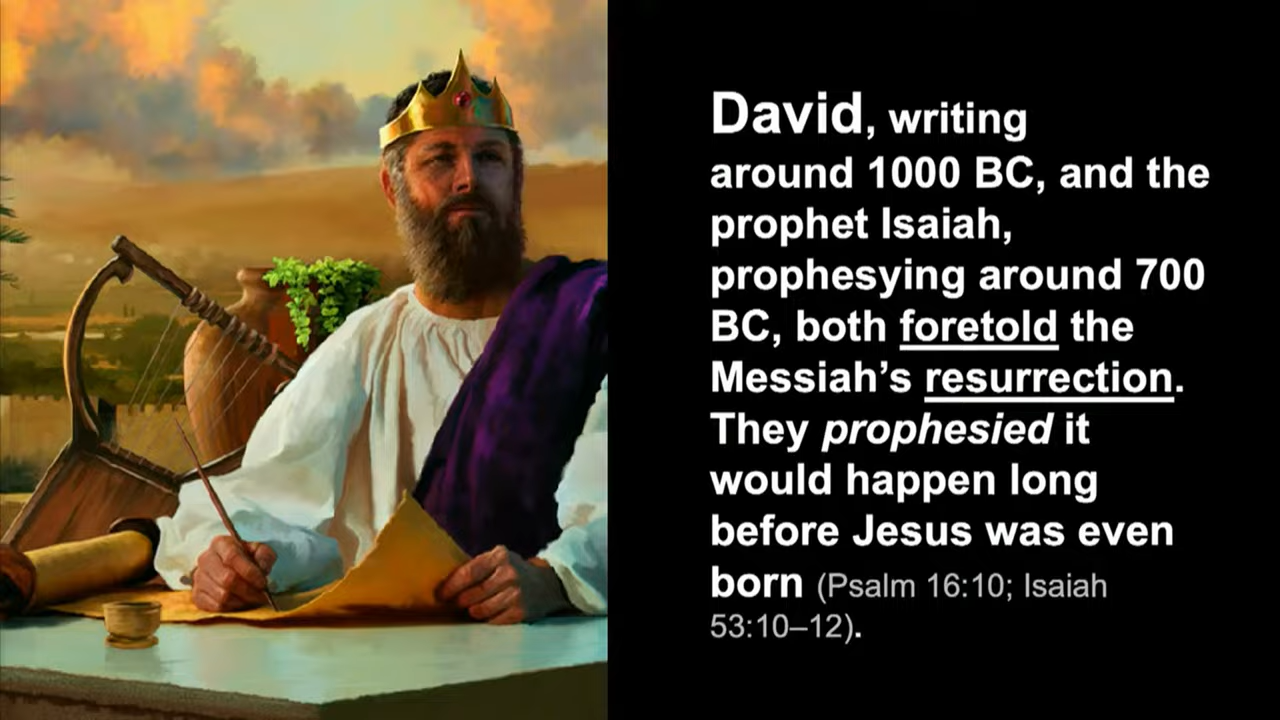 David, writing
around 1000 BC, and the
prophet Isaiah,
prophesying around 700
BC, both foretold the
Messiah’s resurrection.
They prophesied it
would happen long
before Jesus was even
born (Psalm 16:10; Isaiah
53:10–12).